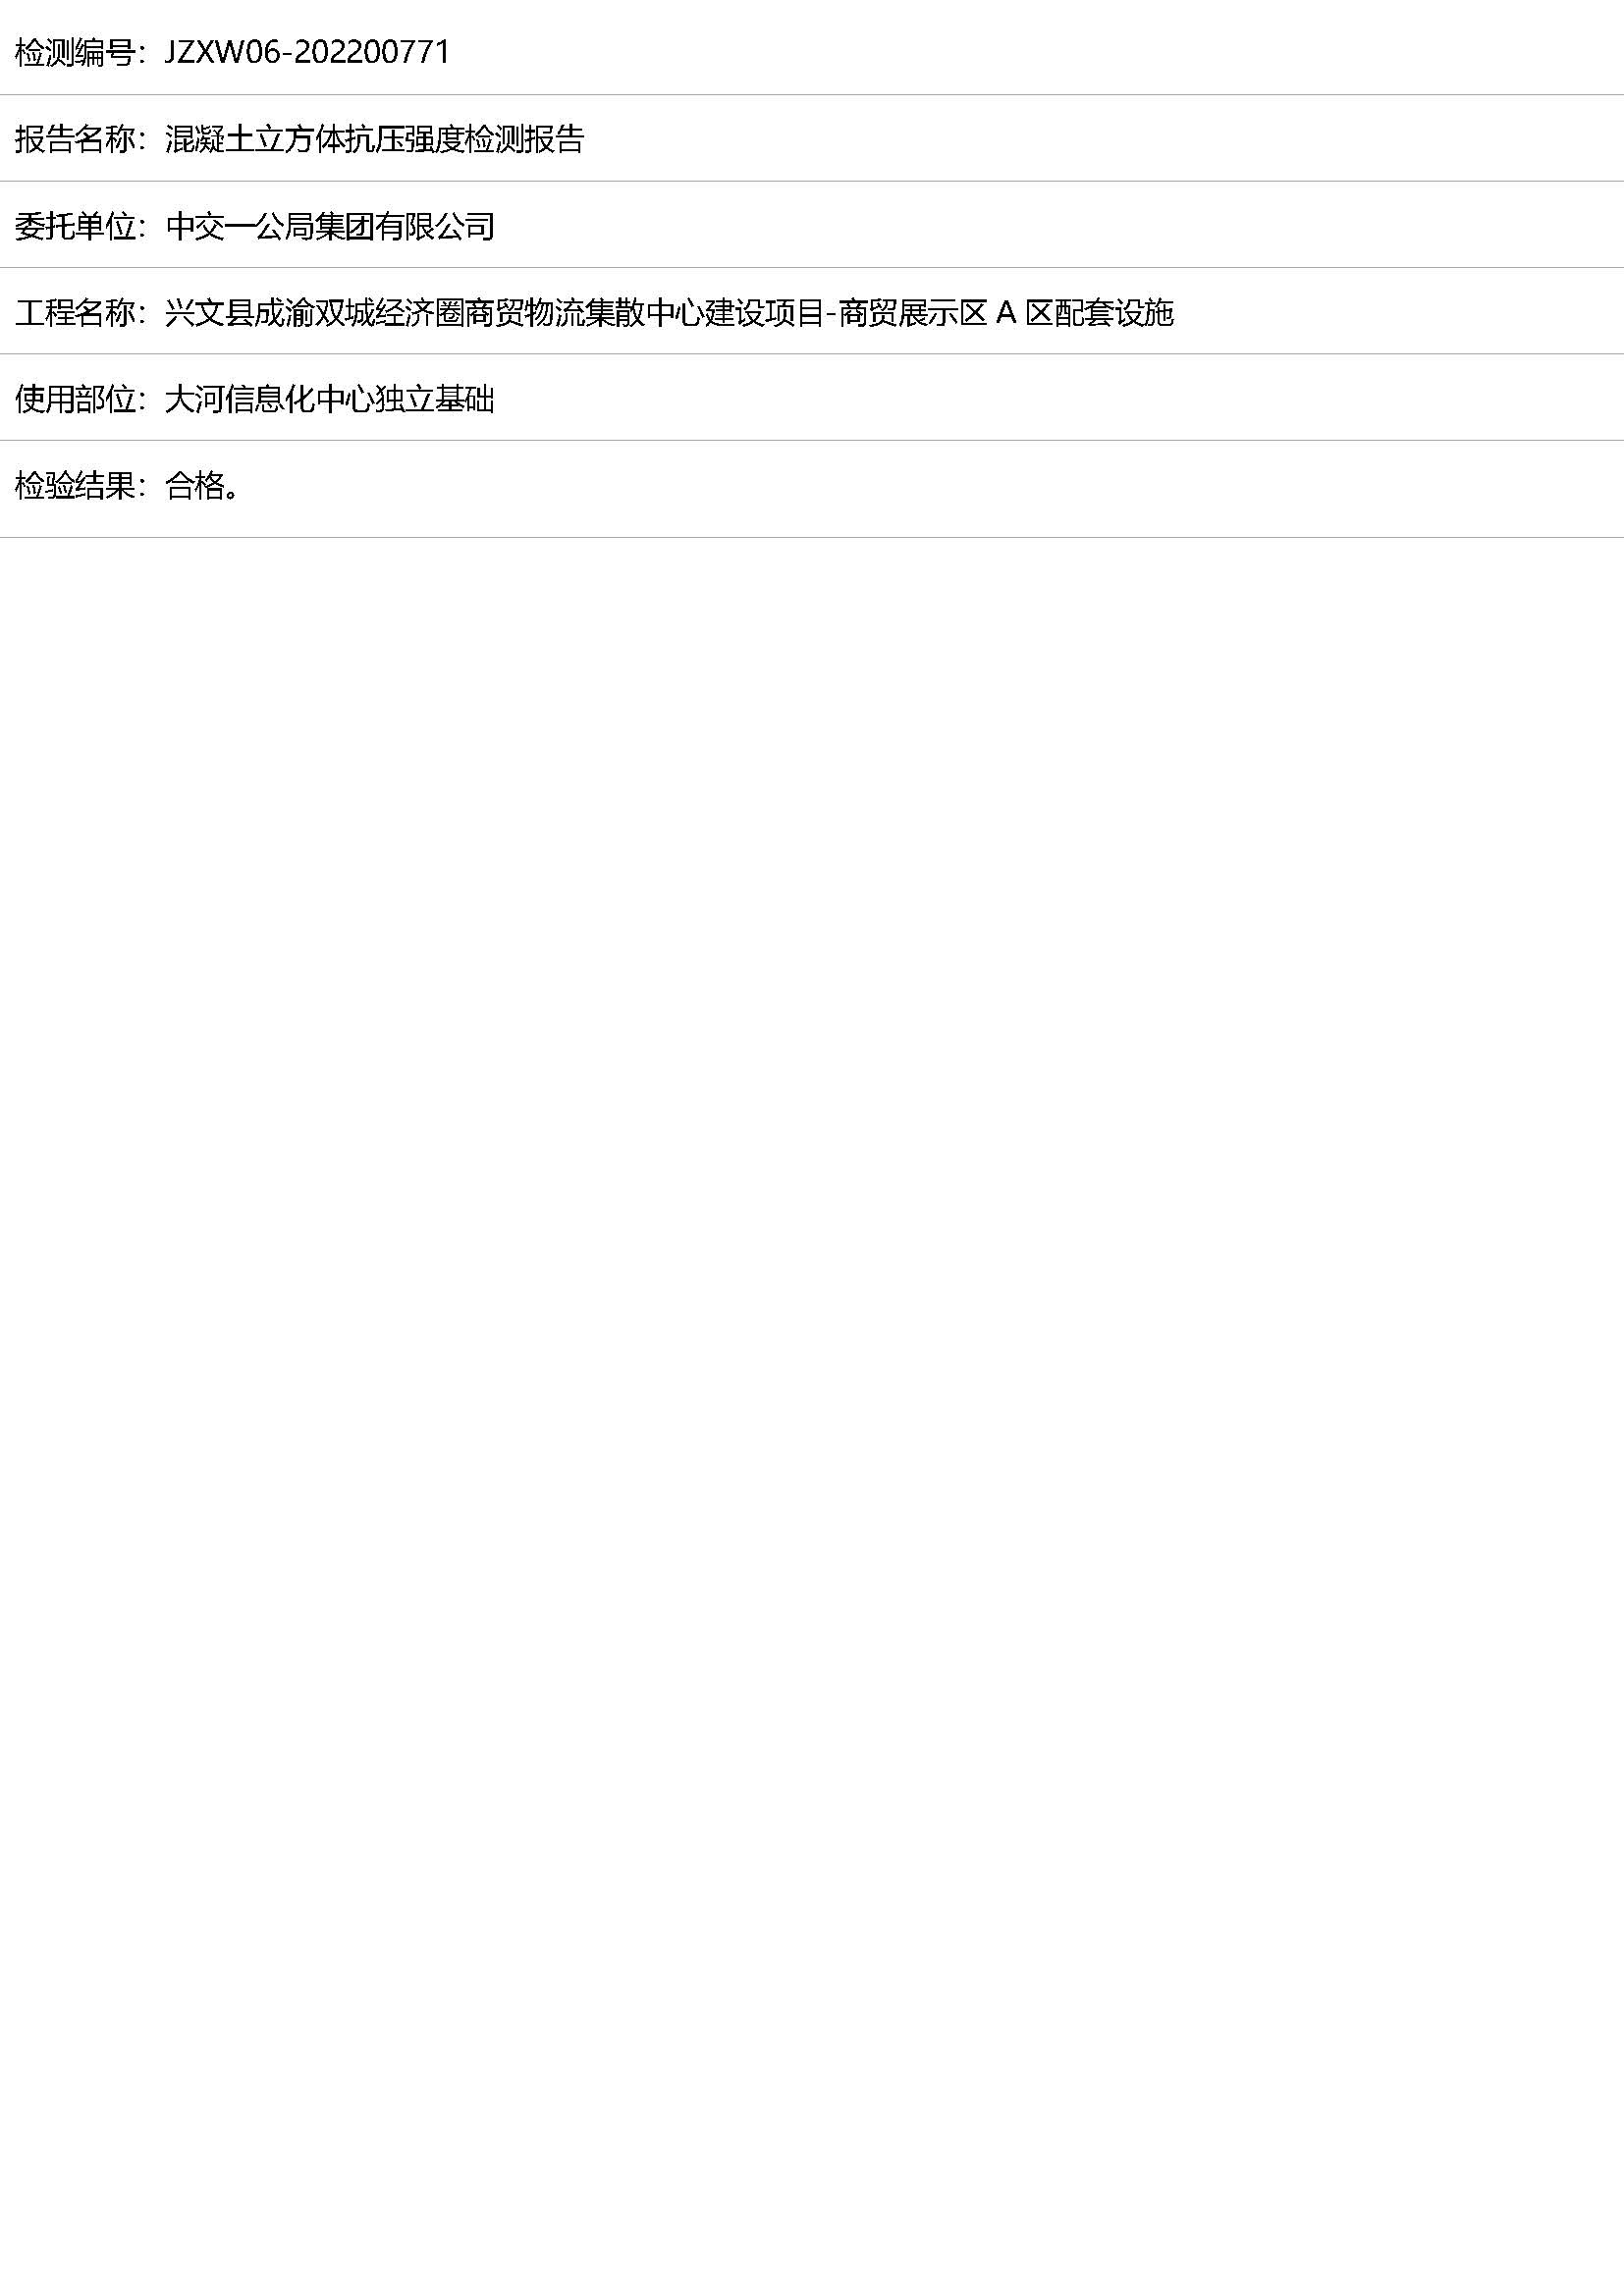 检测编号：JZXW06-202200771
报告名称：混凝土立方体抗压强度检测报告
委托单位：中交一公局集团有限公司
工程名称：兴文县成渝双城经济圈商贸物流集散中心建设项目-商贸展示区 A 区配套设施
使用部位：大河信息化中心独立基础
检验结果：合格。